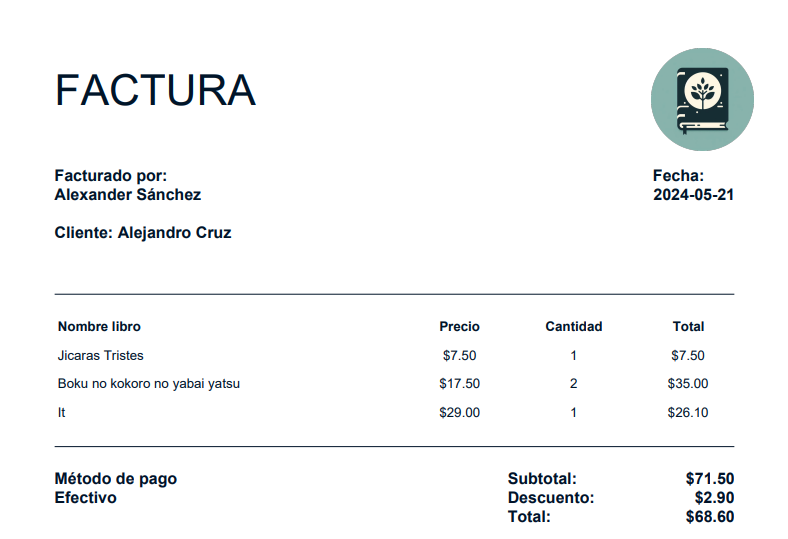 FACTURA
Facturado por:
Alexander Sánchez
Fecha:
2024-05-21
Cliente: Alejandro Cruz
Nombre libro Precio Cantidad Total
Jicaras Tristes $7.50 1 $7.50
Boku no kokoro no yabai yatsu $17.50 2 $35.00
It $29.00 1 $26.10
Método de pago
Efectivo
Subtotal: $71.50
Descuento: $2.90
Total: $68.60